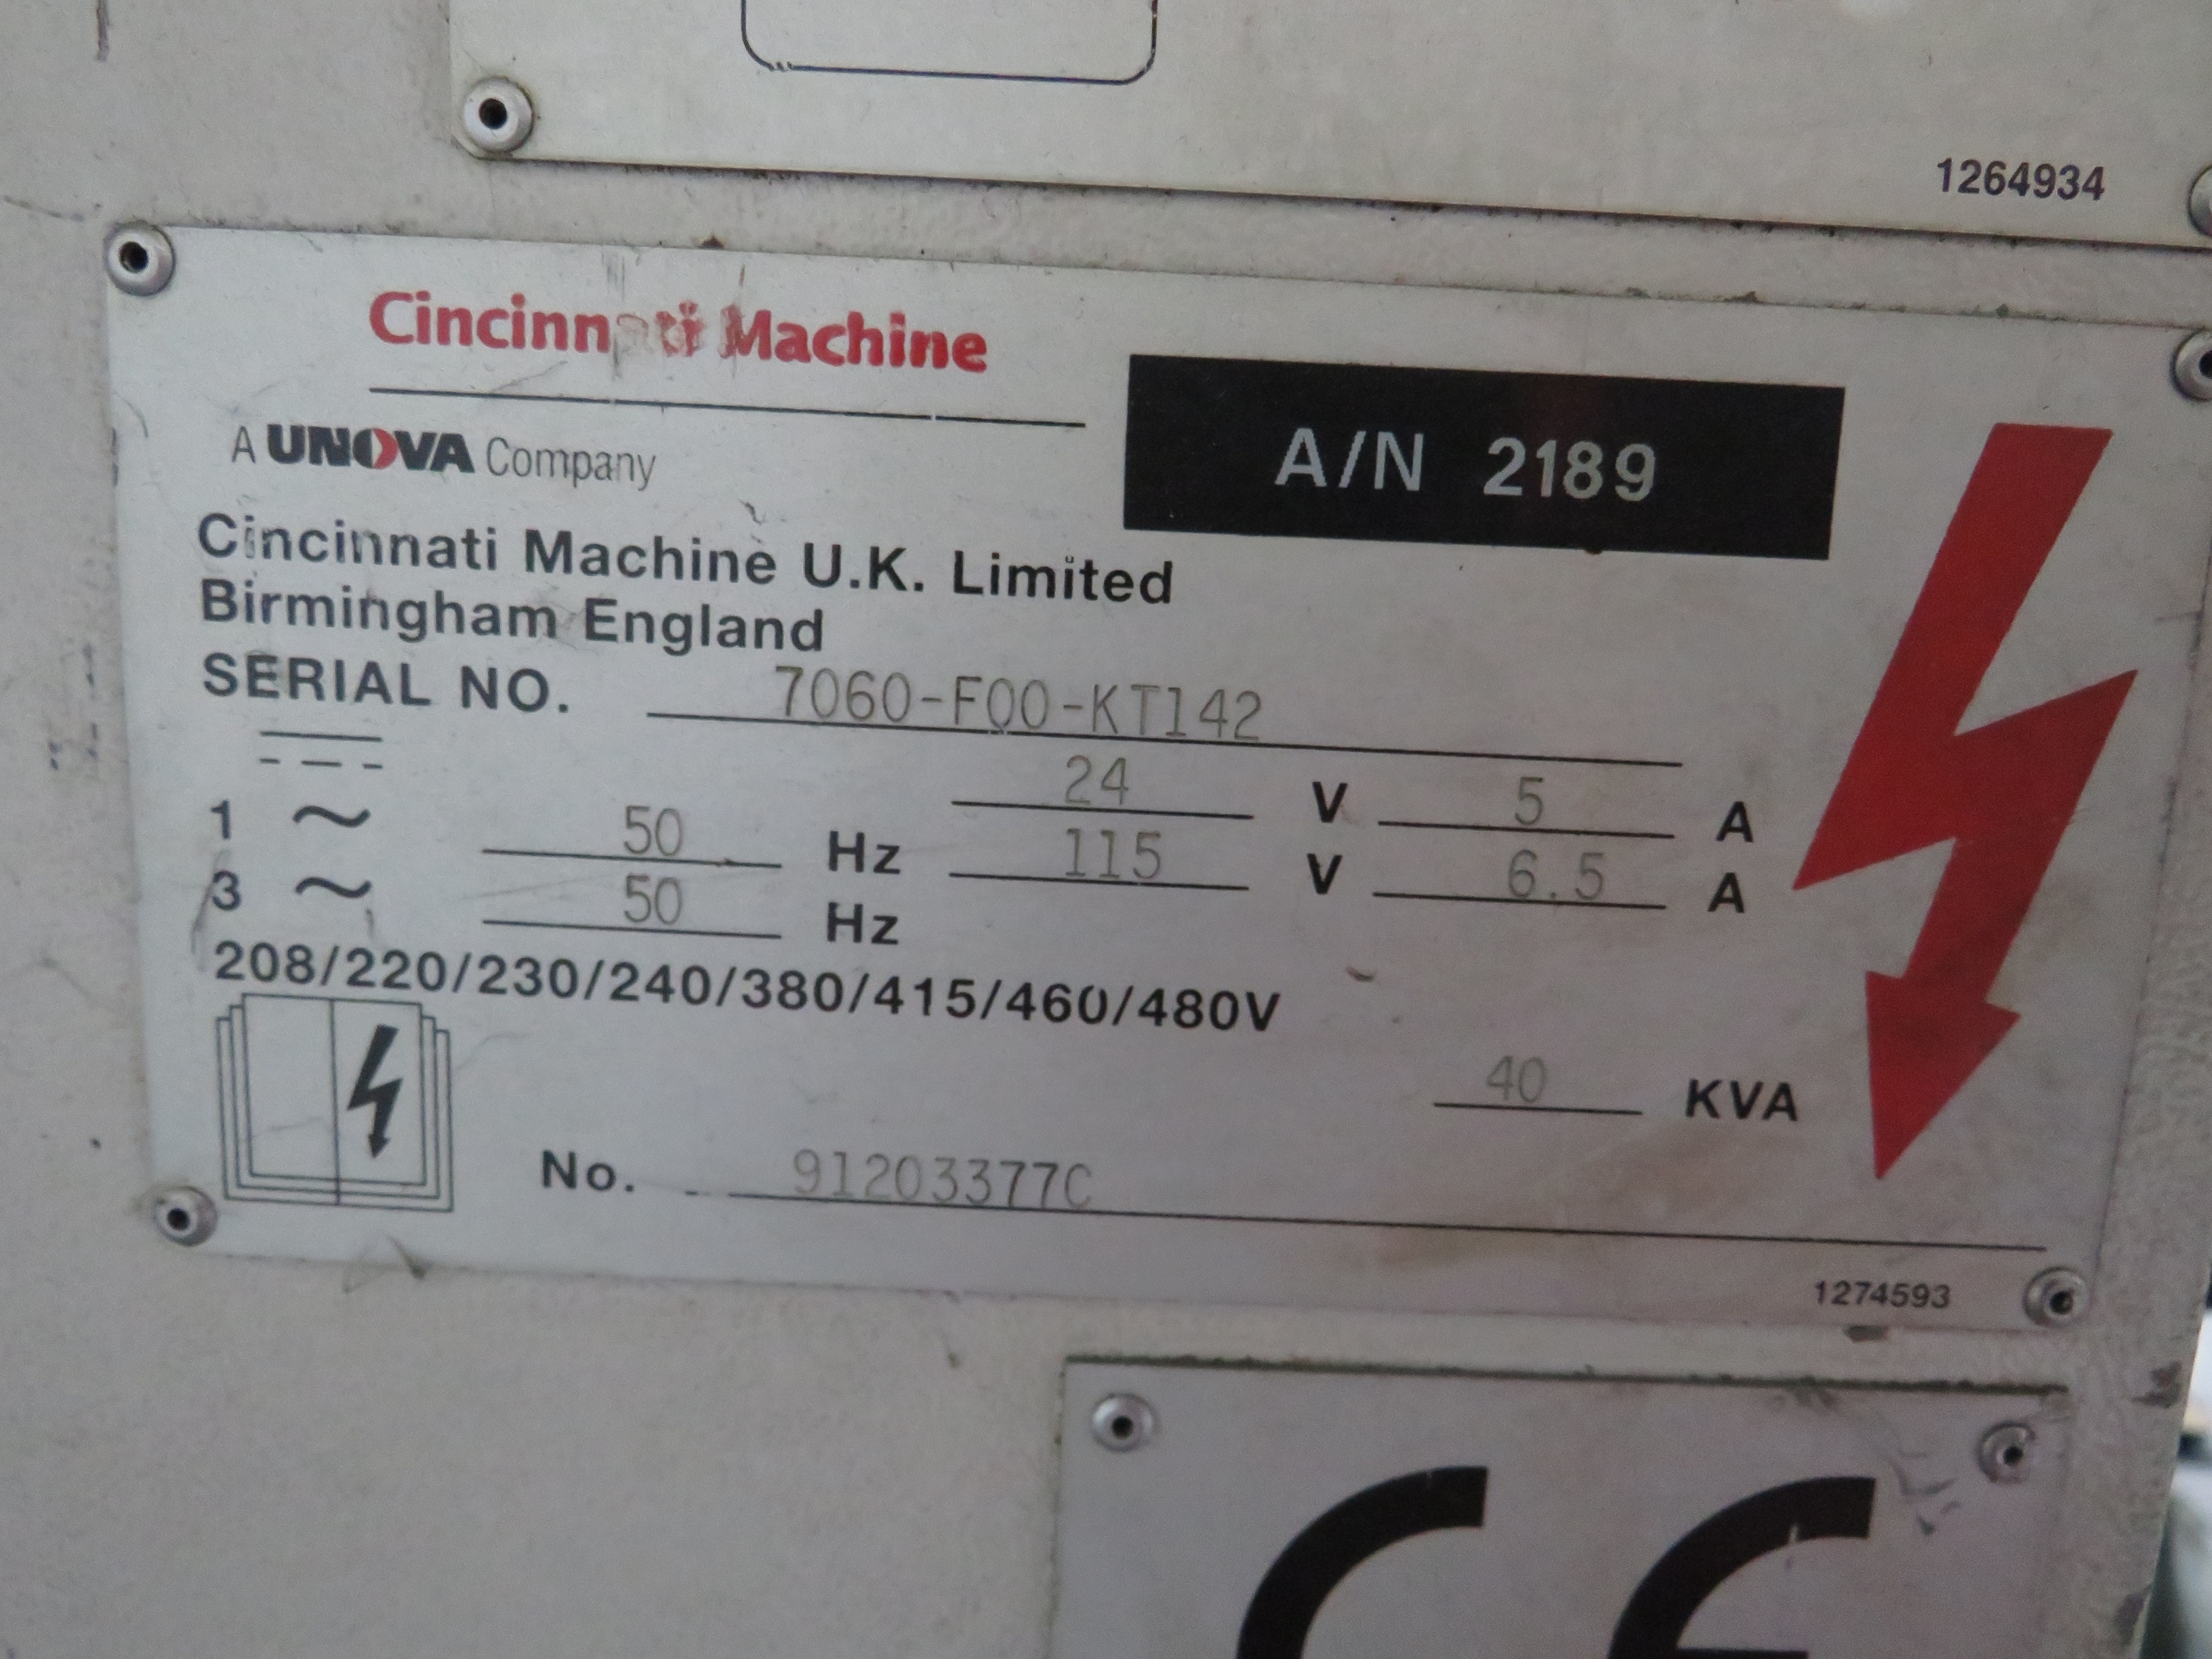 1264934
Cincinnati Machine
A UNOVA Company
A/N 2189
Cincinnati Machine U.K. Limited
Birmingham England
SERIAL NO. 7060-F00-KT142
24 V 5 A
1 ~ 50 Hz 115 V 6.5 A
3 ~ 50 Hz
208/220/230/240/380/415/460/480V
40 KVA
No. 91203377C
1274593
CE